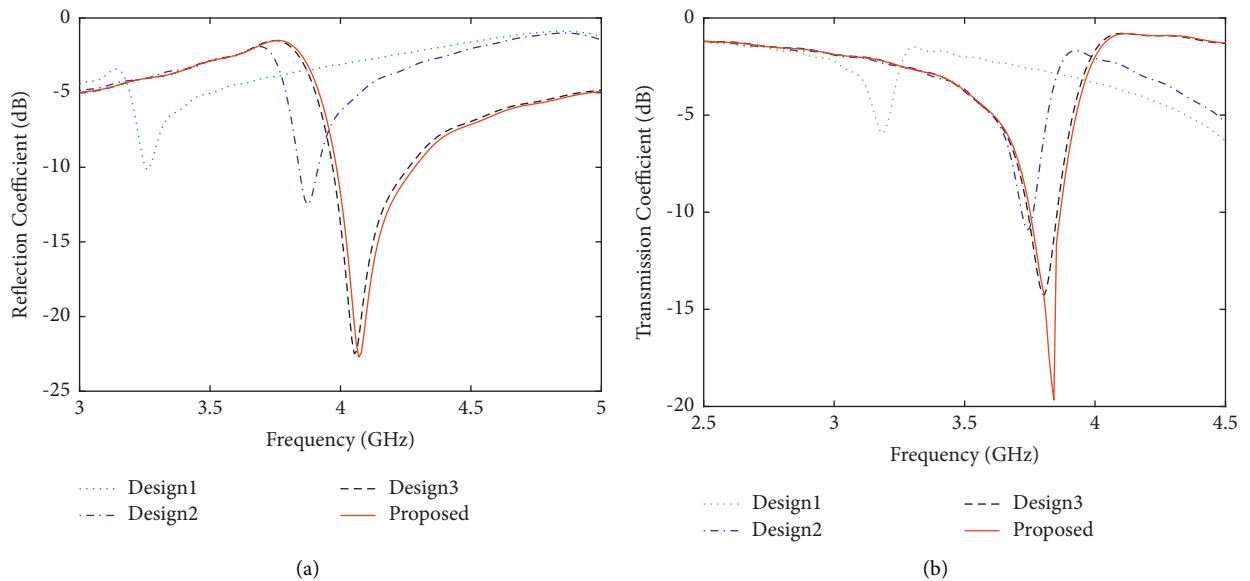 0
-5
-10
-15
-20
-25
3
3.5
4
4.5
5
Reflection Coefficient (dB)
Frequency (GHz)
Design1
Design2
Design3
Proposed
(a)
0
-5
-10
-15
-20
2.5
3
3.5
4
4.5
Transmission Coefficient (dB)
Frequency (GHz)
Design1
Design2
Design3
Proposed
(b)